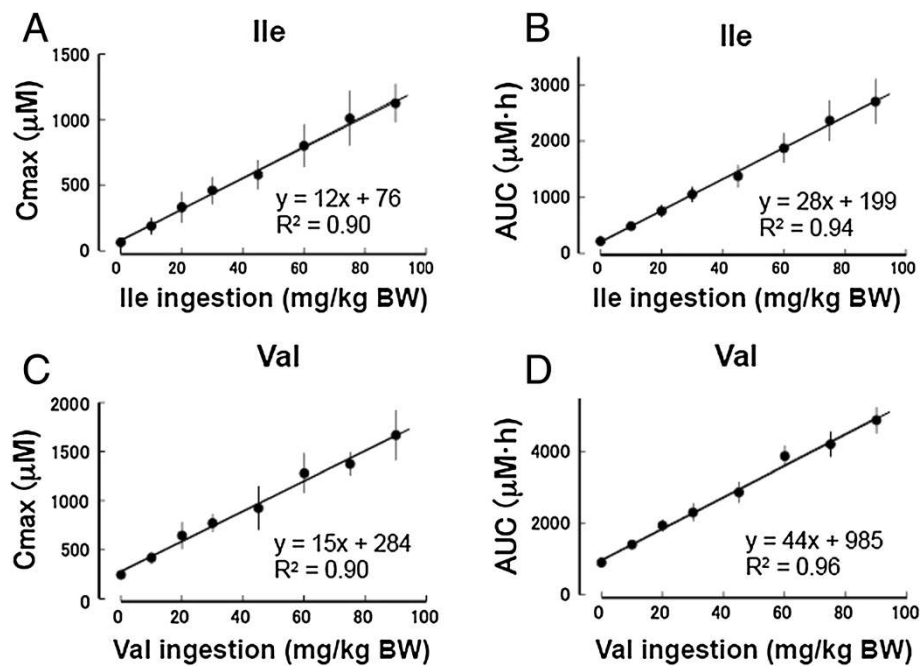 A
Ile
1500
1000
500
0
Cmax (μM)
y = 12x + 76
R² = 0.90
0 20 40 60 80 100
Ile ingestion (mg/kg BW)
B
Ile
3000
2000
1000
0
AUC (μM·h)
y = 28x + 199
R² = 0.94
0 20 40 60 80 100
Ile ingestion (mg/kg BW)
C
Val
2000
1500
1000
500
0
Cmax (μM)
y = 15x + 284
R² = 0.90
0 20 40 60 80 100
Val ingestion (mg/kg BW)
D
Val
4000
2000
0
AUC (μM·h)
y = 44x + 985
R² = 0.96
0 20 40 60 80 100
Val ingestion (mg/kg BW)